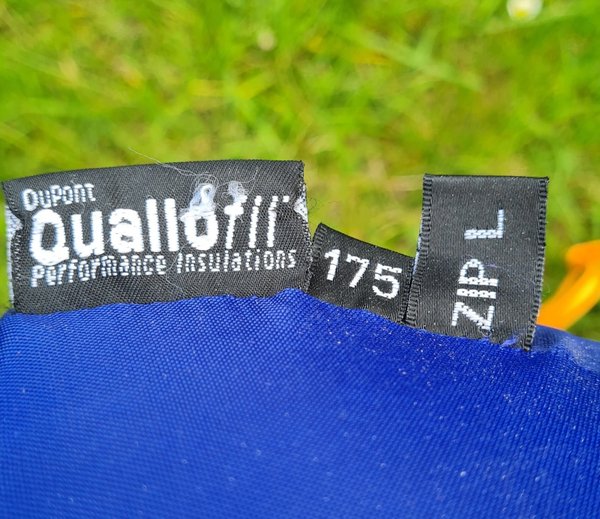 DuPont
Quallofil
Performance Insulations
175
ZIP L